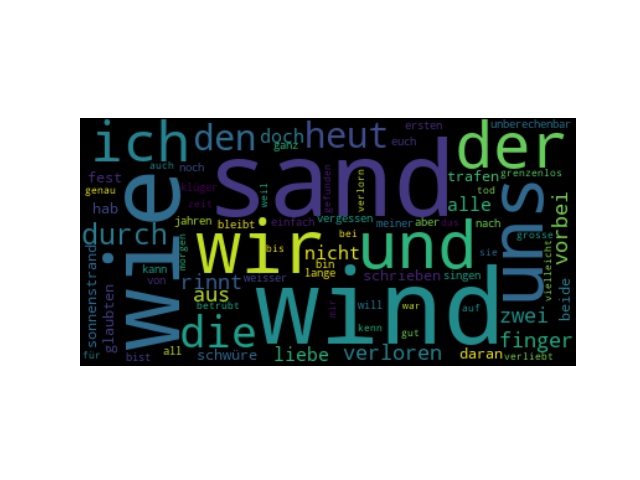 ich
den
doch
ganz
heut
ersten
euch
unberechenbar
der
auch
noch
fest
genau
hab
klüger
zeit
sand
weil
gefunden
verlorn
trafen
grenzenlos
tod
alle
durch
wie
jahren
bleibt
einfach
vergessen
meiner
aber
das
nach
uns
vorbei
sonnenstrand
glaubten
kann
von
morgen
wir
bis
bei
nicht
bin
lange
und
grosse
sie
vielleicht
rinnt
weisser
schrieben
singen
aus
betrübt
die
wind
mir
will
kenn
war
gut
auf
zwei
beide
finger
für
bist
all
schwüre
liebe
verloren
daran
verliebt